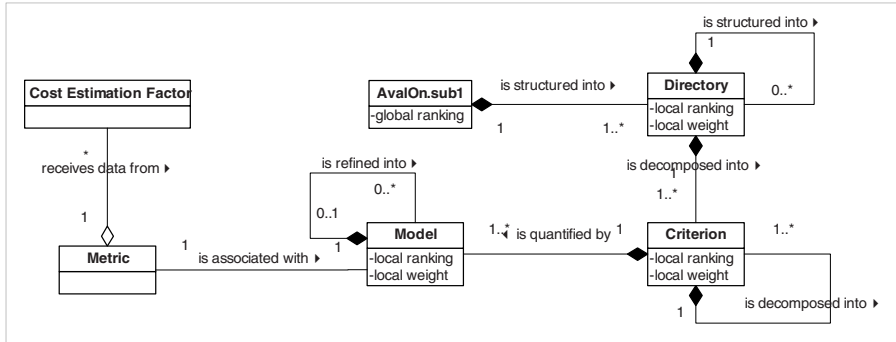 is structured into
1
0..*
Cost Estimation Factor
AvalOn.sub1
-global ranking
is structured into
1
1..*
Directory
-local ranking
-local weight
*
receives data from
1
is refined into
0..*
0..1
is decomposed into
1
1..*
Metric
1
is associated with
1
Model
-local ranking
-local weight
1..*
is quantified by
1
Criterion
-local ranking
-local weight
1..*
is decomposed into
1